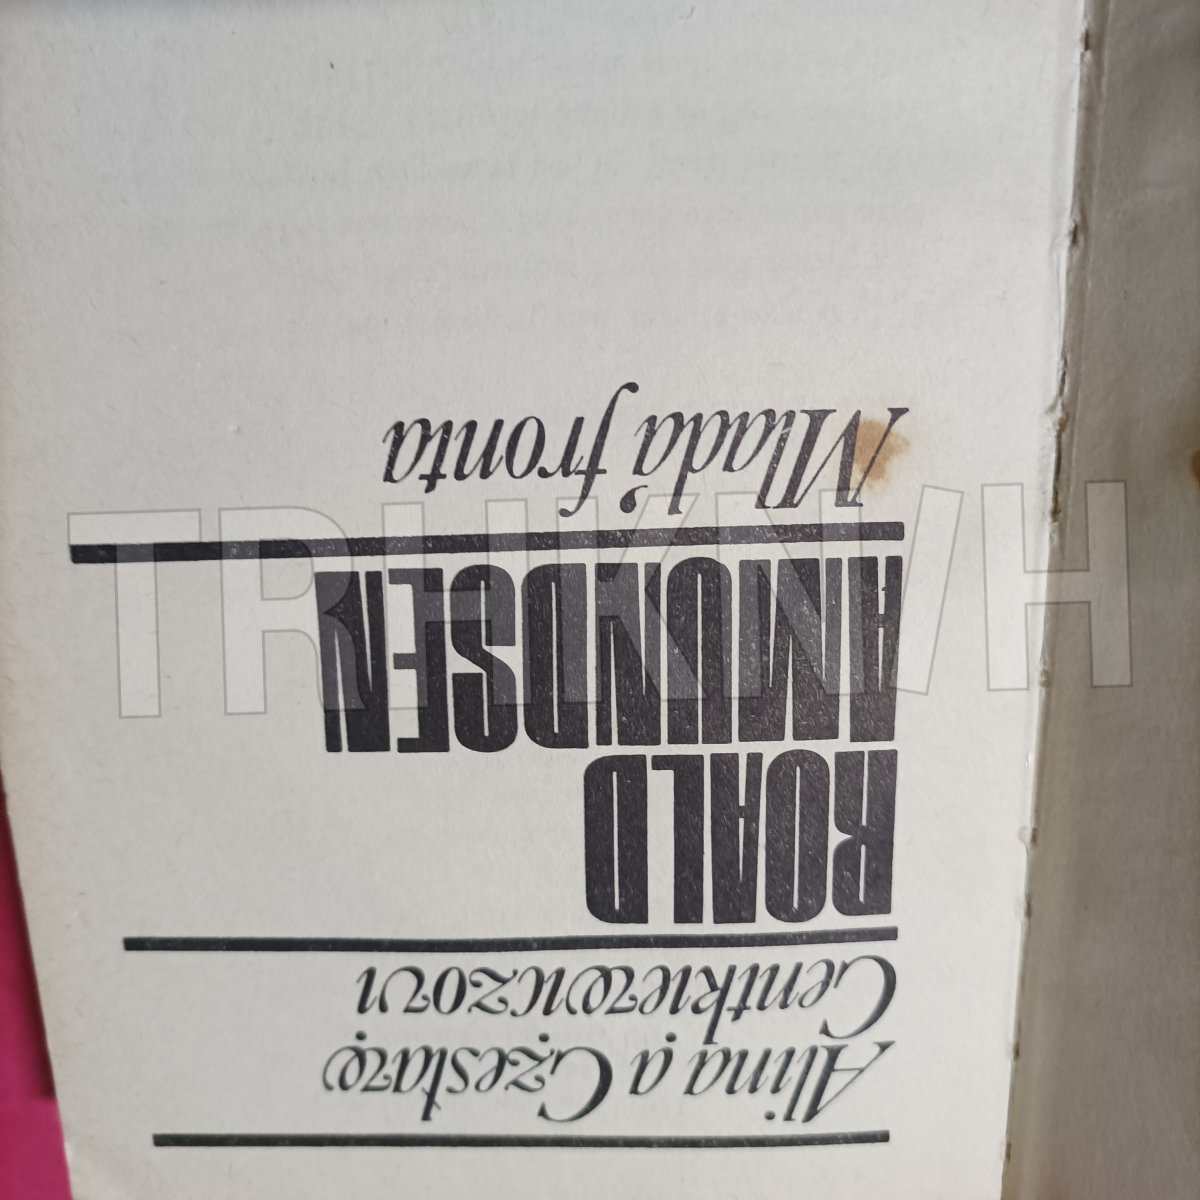 Alina a Czesław
Centkiewiczovi
ROALD
AMUNDSEN
Mladá fronta
TRHKNIH